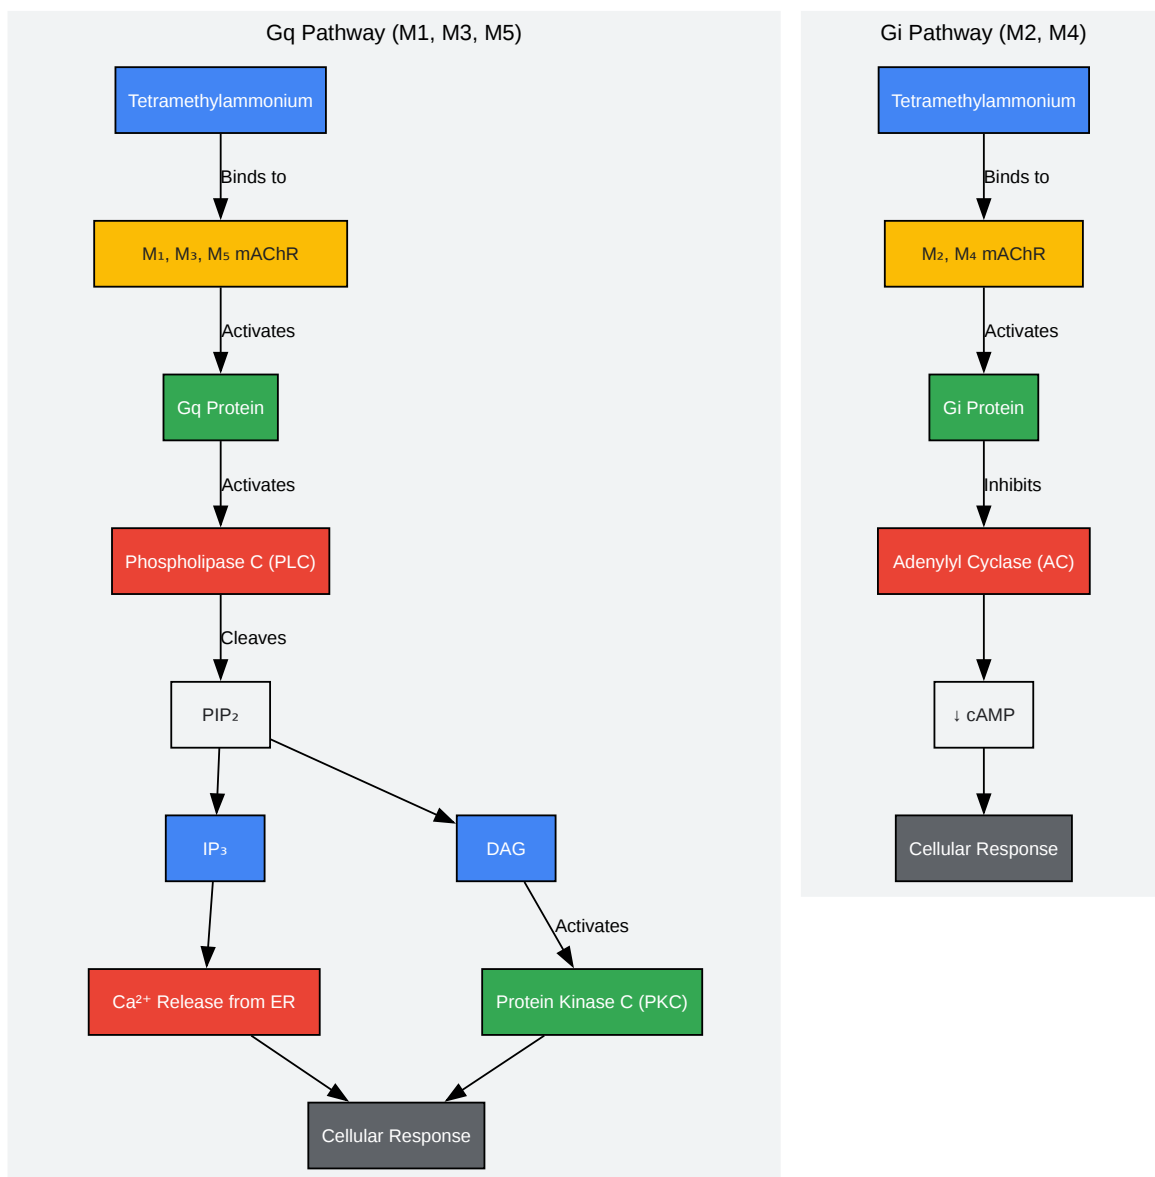 Gq Pathway (M1, M3, M5)
Tetramethylammonium
Binds to
M₁, M₃, M₅ mAChR
Activates
Gq Protein
Activates
Phospholipase C (PLC)
Cleaves
PIP₂
IP₃
DAG
Activates
Ca²⁺ Release from ER
Protein Kinase C (PKC)
Cellular Response
Gi Pathway (M2, M4)
Tetramethylammonium
Binds to
M₂, M₄ mAChR
Activates
Gi Protein
Inhibits
Adenylyl Cyclase (AC)
↓ cAMP
Cellular Response